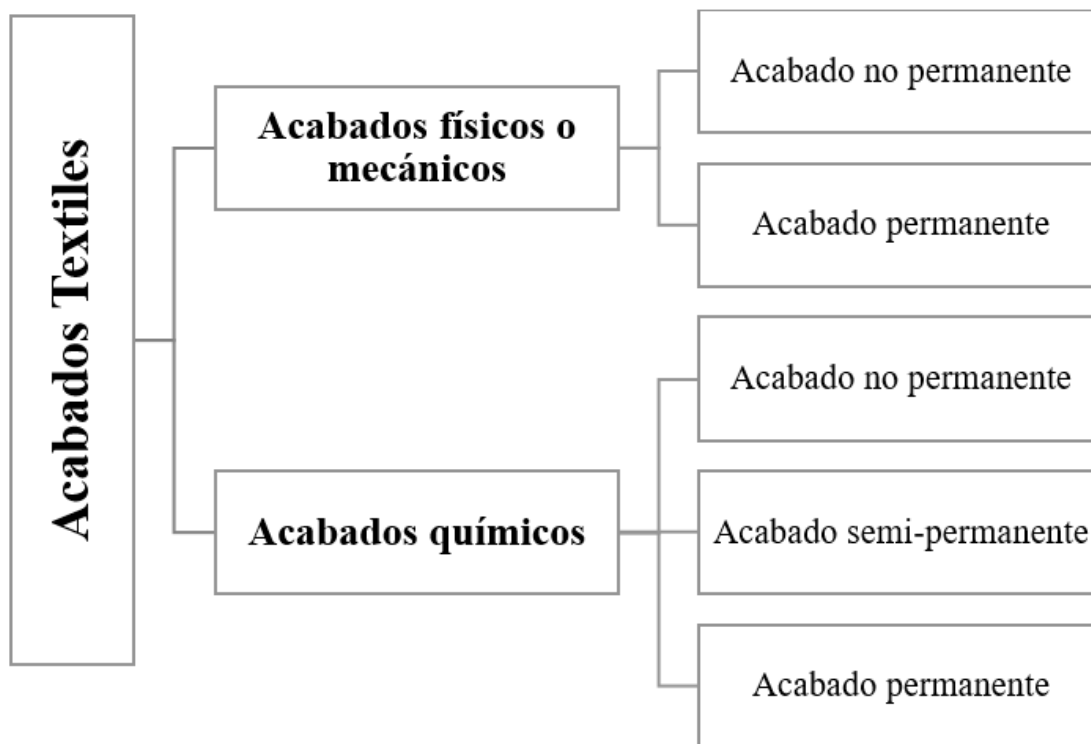 Acabados Textiles
Acabados físicos o
mecánicos
Acabado no permanente
Acabado permanente
Acabados químicos
Acabado no permanente
Acabado semi-permanente
Acabado permanente